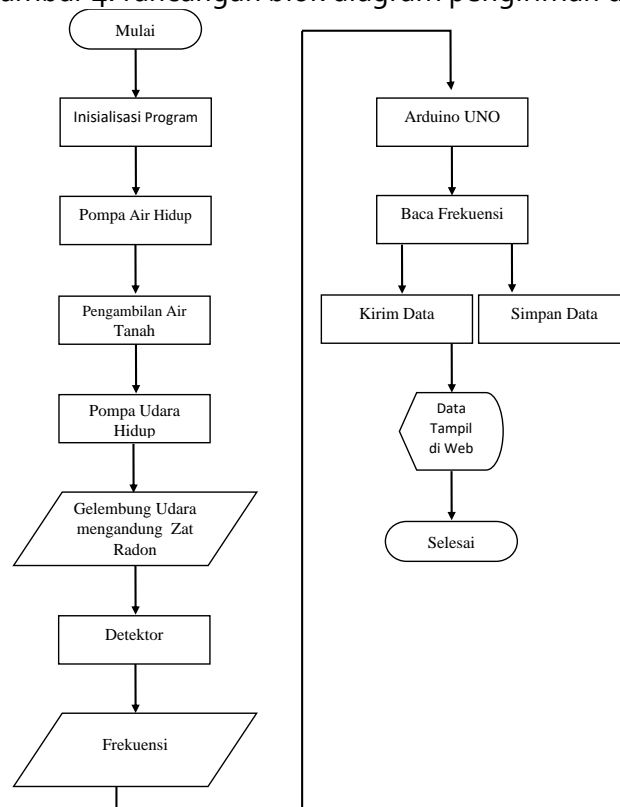 Mulai
Inisialisasi Program
Pompa Air Hidup
Pengambilan Air
Tanah
Pompa Udara
Hidup
Gelembung Udara
mengandung Zat
Radon
Detektor
Frekuensi
Arduino UNO
Baca Frekuensi
Kirim Data
Simpan Data
Data
Tampil
di Web
Selesai